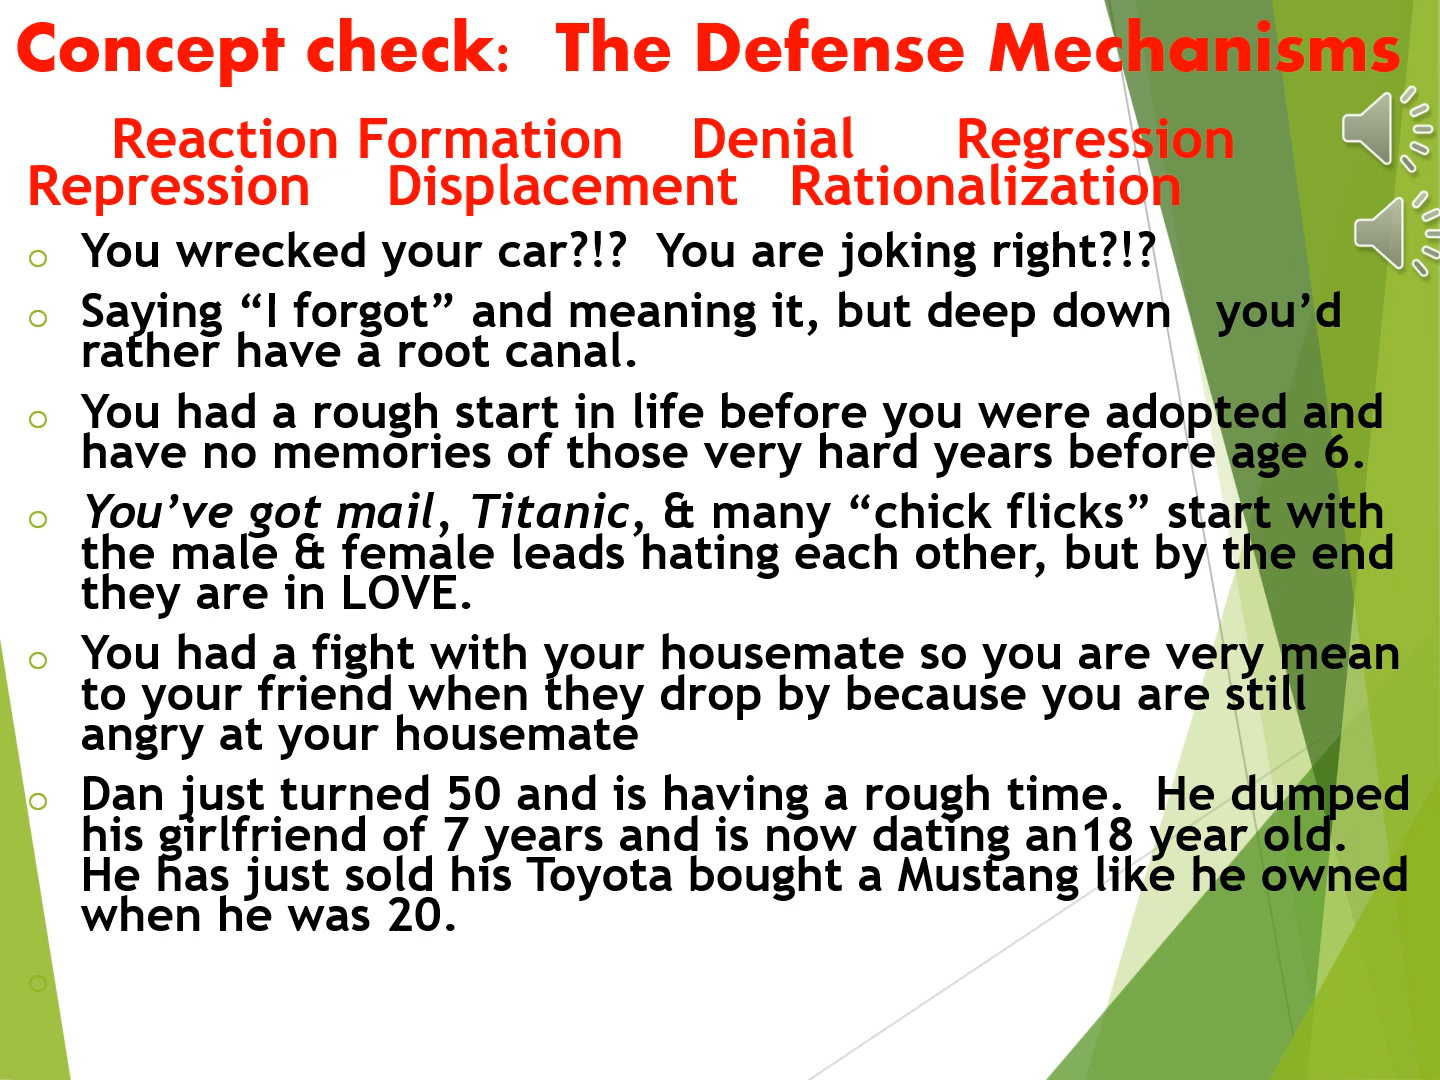 Concept check: The Defense Mechanisms
Reaction Formation Denial Regression
Repression Displacement Rationalization
o You wrecked your car?!? You are joking right?!?
o Saying “I forgot” and meaning it, but deep down you’d
rather have a root canal.
o You had a rough start in life before you were adopted and
have no memories of those very hard years before age 6.
o You’ve got mail, Titanic, & many “chick flicks” start with
the male & female leads hating each other, but by the end
they are in LOVE.
o You had a fight with your housemate so you are very mean
to your friend when they drop by because you are still
angry at your housemate
o Dan just turned 50 and is having a rough time. He dumped
his girlfriend of 7 years and is now dating an18 year old.
He has just sold his Toyota bought a Mustang like he owned
when he was 20.
o